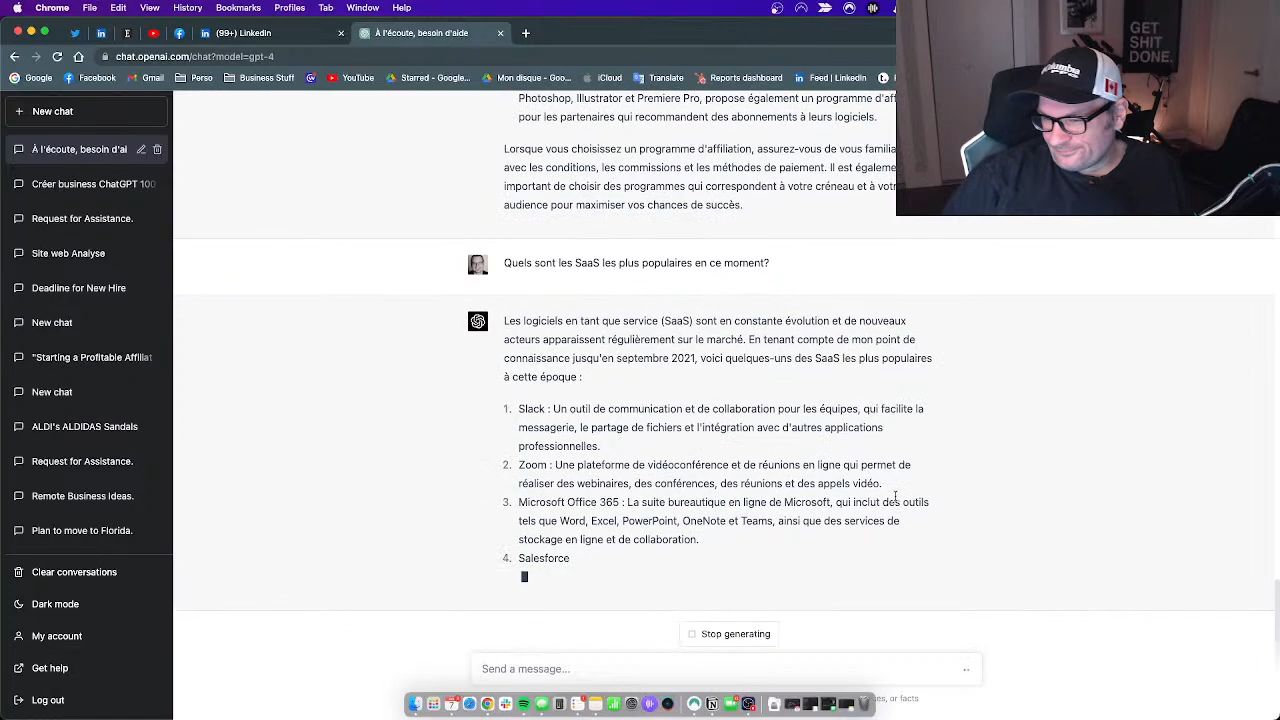 Chrome File Edit View History Bookmarks Profiles Tab Window Help
(99+) LinkedIn
À l'écoute, besoin d'aide
chat.openai.com/chat?model=gpt-4
Google Facebook Gmail Business Stuff YouTube Starred - Google... Mon disque - Goo... iCloud Translate Reports dashboard Feed | LinkedIn
GET
SHIT
DONE.
Columbia
New chat
À l'écoute, besoin d'ai
Créer business ChatGPT 100
Request for Assistance.
Site web Analyse
Deadline for New Hire
New chat
"Starting a Profitable Affiliat
New chat
ALDI's ALDIDAS Sandals
Request for Assistance.
Remote Business Ideas.
Plan to move to Florida.
Clear conversations
Dark mode
My account
Get help
Log out
Photoshop, Illustrator et Premiere Pro, propose également un programme d'aff
pour les partenaires qui recommandent des abonnements à leurs logiciels.
Lorsque vous choisissez un programme d'affiliation, assurez-vous de vous famil
avec les conditions, les commissions et les méthodes de paiement. Il est égaleme
important de choisir des programmes qui correspondent à votre créneau et à vot
audience pour maximiser vos chances de succès.
Quels sont les SaaS les plus populaires en ce moment?
Les logiciels en tant que service (SaaS) sont en constante évolution et de nouveaux
acteurs apparaissent régulièrement sur le marché. En tenant compte de mon point de
connaissance jusqu'en septembre 2021, voici quelques-uns des SaaS les plus populaires
à cette époque :
1. Slack : Un outil de communication et de collaboration pour les équipes, qui facilite la
messagerie, le partage de fichiers et l'intégration avec d'autres applications
professionnelles.
2. Zoom : Une plateforme de vidéoconférence et de réunions en ligne qui permet de
réaliser des webinaires, des conférences, des réunions et des appels vidéo.
3. Microsoft Office 365 : La suite bureautique en ligne de Microsoft, qui inclut des outils
tels que Word, Excel, PowerPoint, OneNote et Teams, ainsi que des services de
stockage en ligne et de collaboration.
4. Salesforce
Stop generating
Send a message...
es, or facts